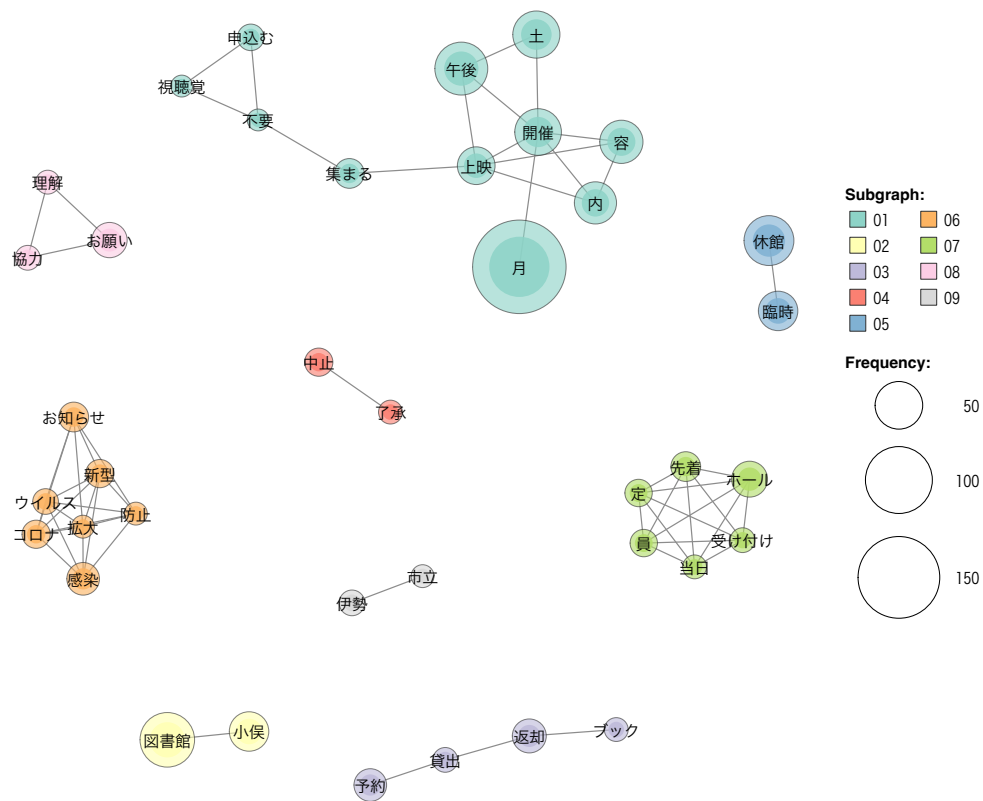 申込む
視聴覚
不要
集まる
土
午後
開催
容
上映
内
月
理解
お願い
協力
休館
臨時
中止
了承
お知らせ
新型
ウイルス
防止
コロナ
拡大
感染
先着
ホール
定
員
受け付け
当日
市立
伊勢
図書館
小俣
ブック
返却
貸出
予約
Subgraph:
01
02
03
04
05
06
07
08
09
Frequency:
50
100
150